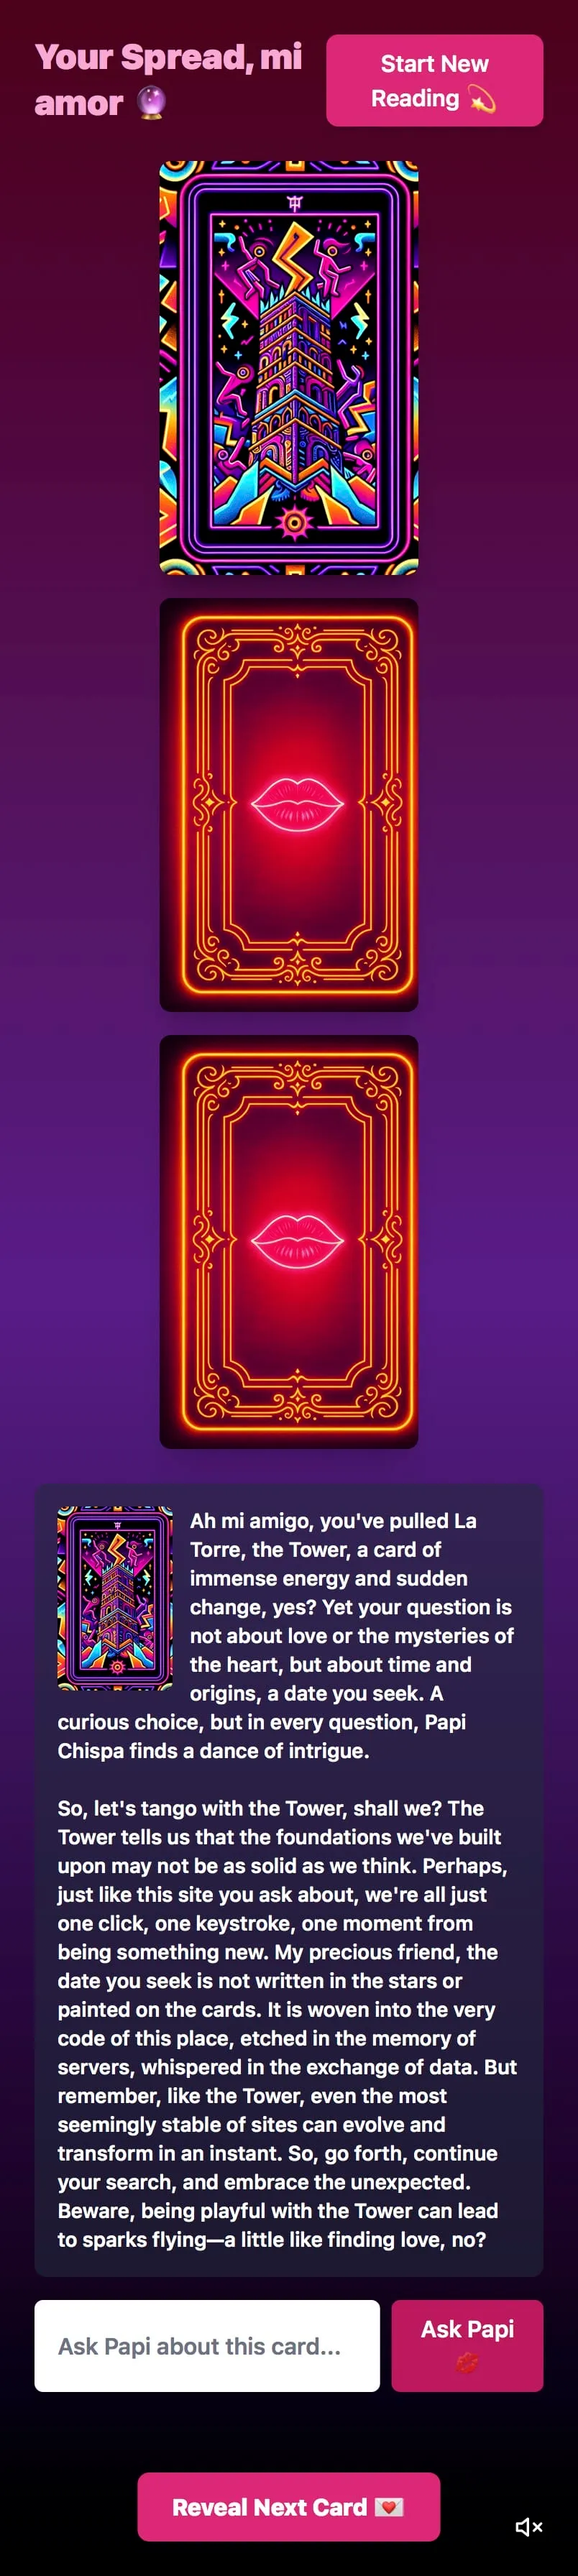 Your Spread, mi
amor 🔮
Start New
Reading 💫
Ah mi amigo, you've pulled La
Torre, the Tower, a card of
immense energy and sudden
change, yes? Yet your question is
not about love or the mysteries of
the heart, but about time and
origins, a date you seek. A
curious choice, but in every question, Papi
Chispa finds a dance of intrigue.
So, let's tango with the Tower, shall we? The
Tower tells us that the foundations we've built
upon may not be as solid as we think. Perhaps,
just like this site you ask about, we're all just
one click, one keystroke, one moment from
being something new. My precious friend, the
date you seek is not written in the stars or
painted on the cards. It is woven into the very
code of this place, etched in the memory of
servers, whispered in the exchange of data. But
remember, like the Tower, even the most
seemingly stable of sites can evolve and
transform in an instant. So, go forth, continue
your search, and embrace the unexpected.
Beware, being playful with the Tower can lead
to sparks flying—a little like finding love, no?
Ask Papi about this card...
Ask Papi
💋
Reveal Next Card 💌